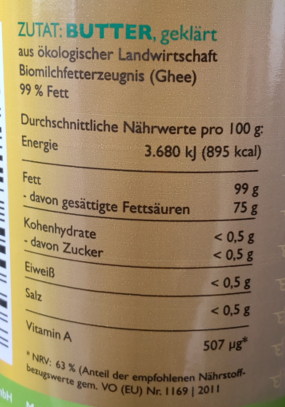 ZUTAT: BUTTER, geklärt
aus ökologischer Landwirtschaft
Biomilchfetterzeugnis (Ghee)
99 % Fett
Durchschnittliche Nährwerte pro 100 g:
Energie 3.680 kJ (895 kcal)
Fett 99 g
- davon gesättigte Fettsäuren 75 g
Kohenhydrate < 0,5 g
- davon Zucker < 0,5 g
Eiweiß < 0,5 g
Salz < 0,5 g
Vitamin A 507 µg*
* NRV: 63 % (Anteil der empfohlenen Nährstoff-
bezugswerte gem. VO (EU) Nr. 1169 | 2011